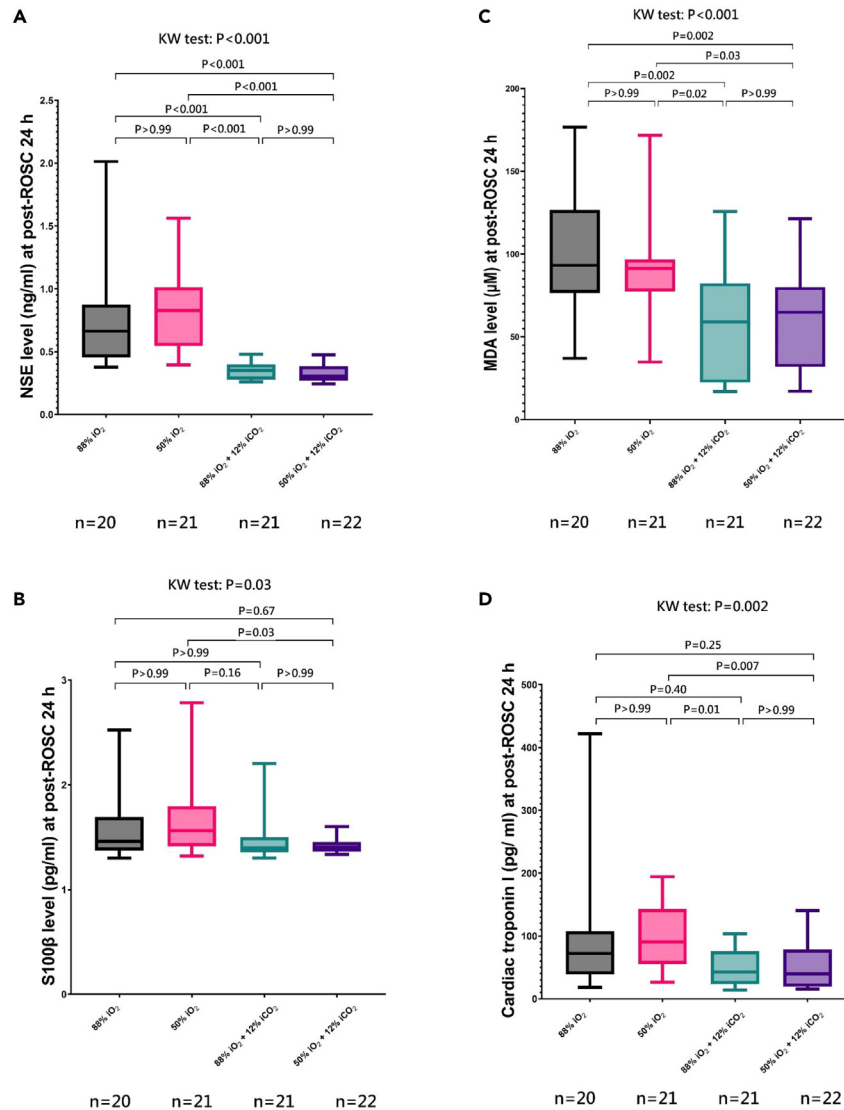 A
KW test: P<0.001
P<0.001
P<0.001
P<0.001
P>0.99 P<0.001 P>0.99
NSE level (ng/ml) at post-ROSC 24 h
2.5
2.0
1.5
1.0
0.5
0.0
88% iO₂
50% iO₂
88% iO₂ + 12% iCO₂
50% iO₂ + 12% iCO₂
n=20 n=21 n=21 n=22
C
KW test: P<0.001
P=0.002
P=0.03
P=0.002
P>0.99 P=0.02 P>0.99
MDA level (µM) at post-ROSC 24 h
200
150
100
50
0
88% iO₂
50% iO₂
88% iO₂ + 12% iCO₂
50% iO₂ + 12% iCO₂
n=20 n=21 n=21 n=22
B
KW test: P=0.03
P=0.67
P=0.03
P>0.99
P>0.99 P=0.16 P>0.99
S100β level (pg/ml) at post-ROSC 24 h
3
2
1
0
88% iO₂
50% iO₂
88% iO₂ + 12% iCO₂
50% iO₂ + 12% iCO₂
n=20 n=21 n=21 n=22
D
KW test: P=0.002
P=0.25
P=0.007
P=0.40
P>0.99 P=0.01 P>0.99
Cardiac troponin I (pg/ ml) at post-ROSC 24 h
500
400
300
200
100
0
88% iO₂
50% iO₂
88% iO₂ + 12% iCO₂
50% iO₂ + 12% iCO₂
n=20 n=21 n=21 n=22